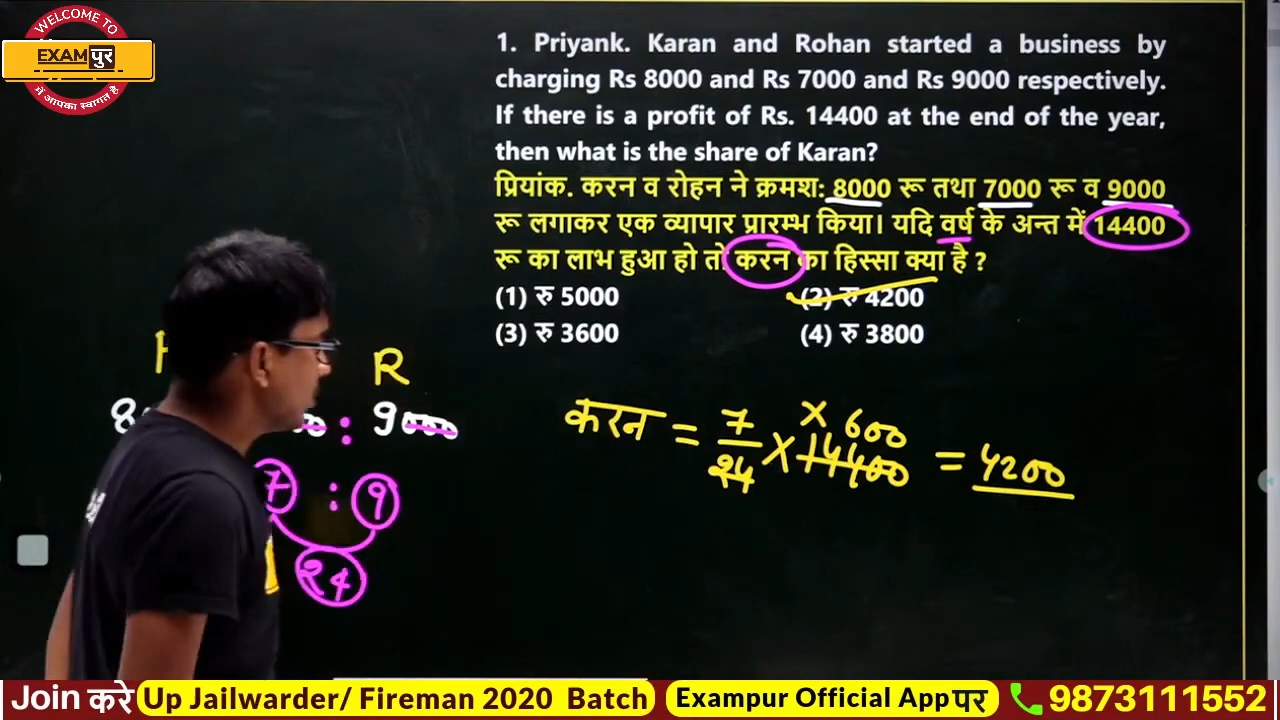 WELCOME TO
EXAMपुर
में आपका स्वागत है
1. Priyank. Karan and Rohan started a business by
charging Rs 8000 and Rs 7000 and Rs 9000 respectively.
If there is a profit of Rs. 14400 at the end of the year,
then what is the share of Karan?
प्रियांक. करन व रोहन ने क्रमश: 8000 रू तथा 7000 रू व 9000
रू लगाकर एक व्यापार प्रारम्भ किया। यदि वर्ष के अन्त में 14400
रू का लाभ हुआ हो तो करन का हिस्सा क्या है ?
(1) रु 5000 (2) रु 4200
(3) रु 3600 (4) रु 3800
R
: 9000
7 : 9
24
करन = 7/24 × 14400 = 4200
× 600
Join करे Up Jailwarder/ Fireman 2020 Batch Exampur Official App पर 9873111552